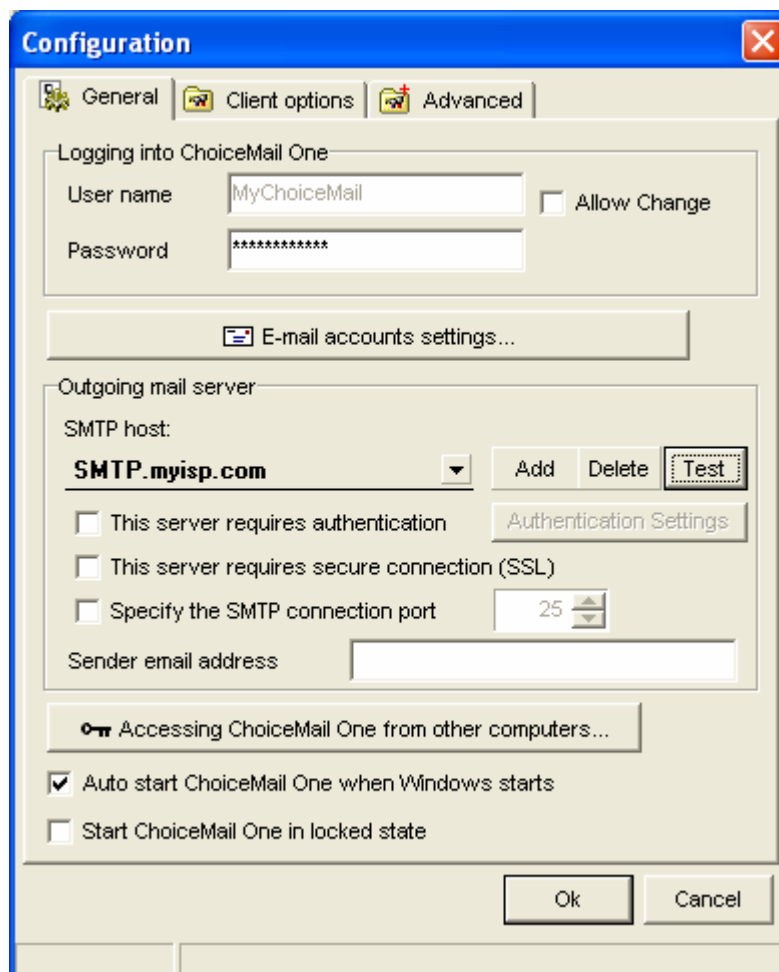 Configuration
General Client options Advanced
Logging into ChoiceMail One
User name MyChoiceMail Allow Change
Password ************
E-mail accounts settings...
Outgoing mail server
SMTP host:
SMTP.myisp.com Add Delete Test
This server requires authentication Authentication Settings
This server requires secure connection (SSL)
Specify the SMTP connection port 25
Sender email address
Accessing ChoiceMail One from other computers...
Auto start ChoiceMail One when Windows starts
Start ChoiceMail One in locked state
Ok Cancel